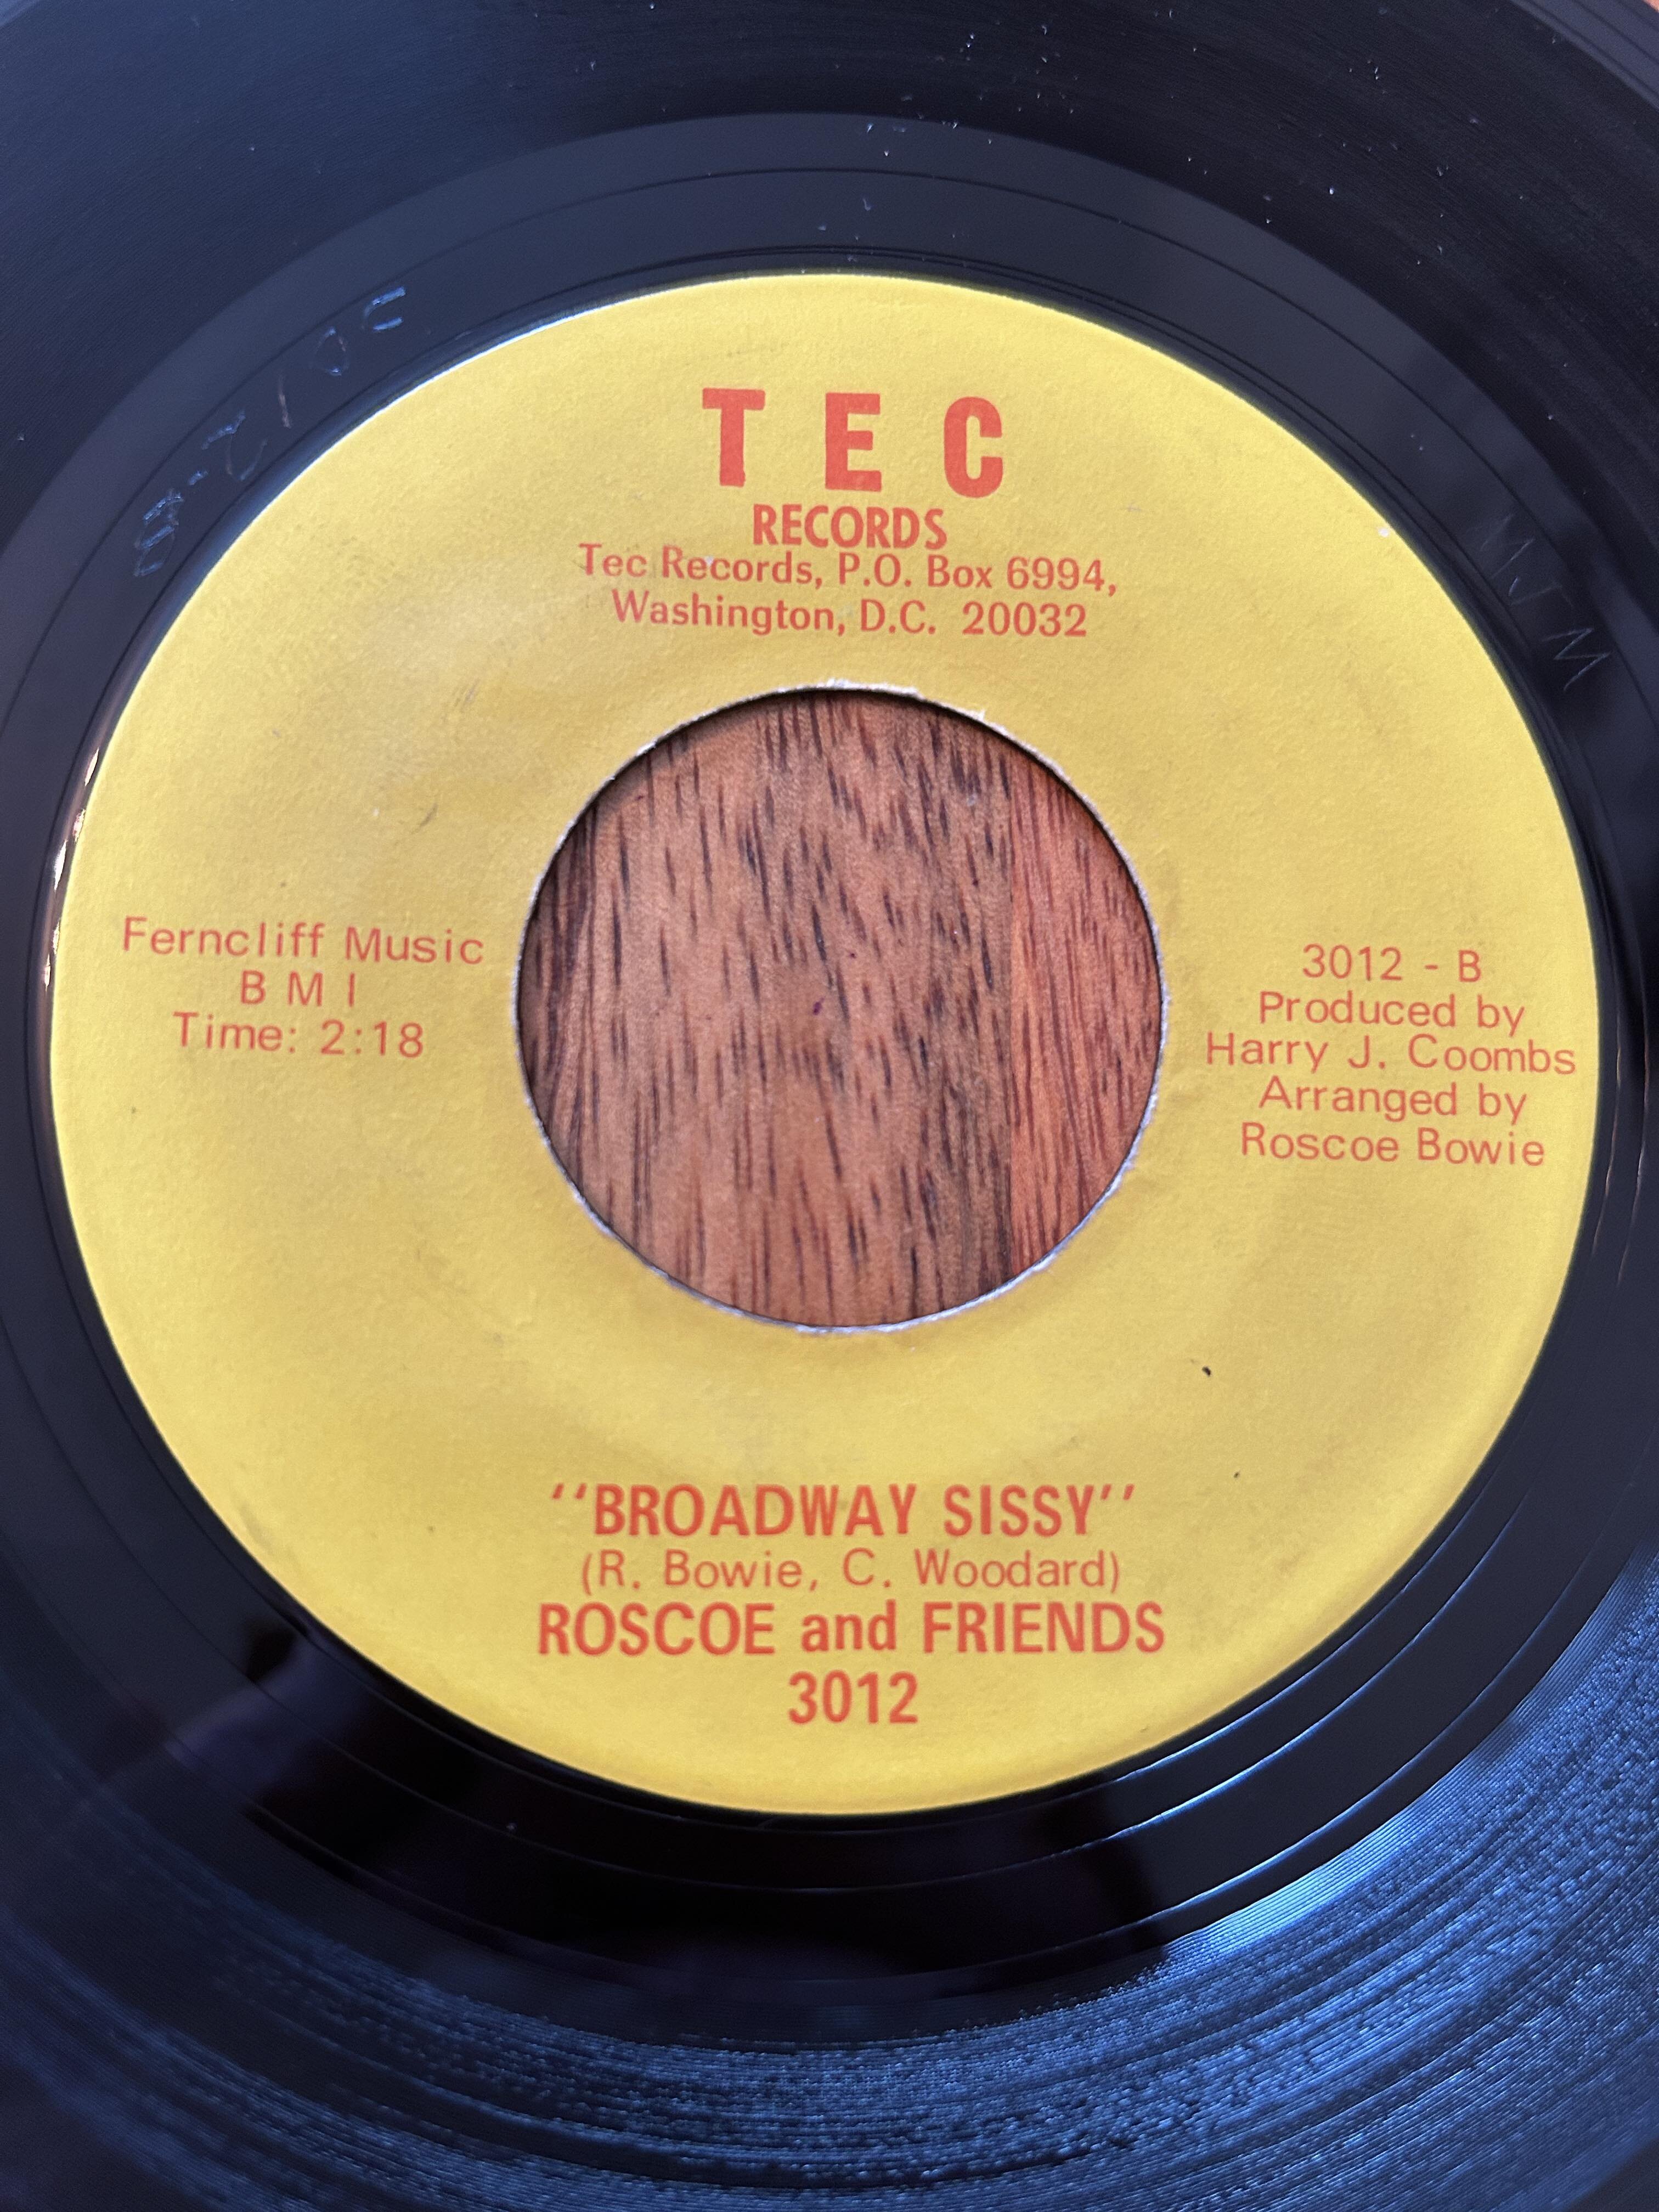 T E C
RECORDS
Tec Records, P.O. Box 6994,
Washington, D.C. 20032
Ferncliff Music
B M I
Time: 2:18
3012 - B
Produced by
Harry J. Coombs
Arranged by
Roscoe Bowie
"BROADWAY SISSY"
(R. Bowie, C. Woodard)
ROSCOE and FRIENDS
3012